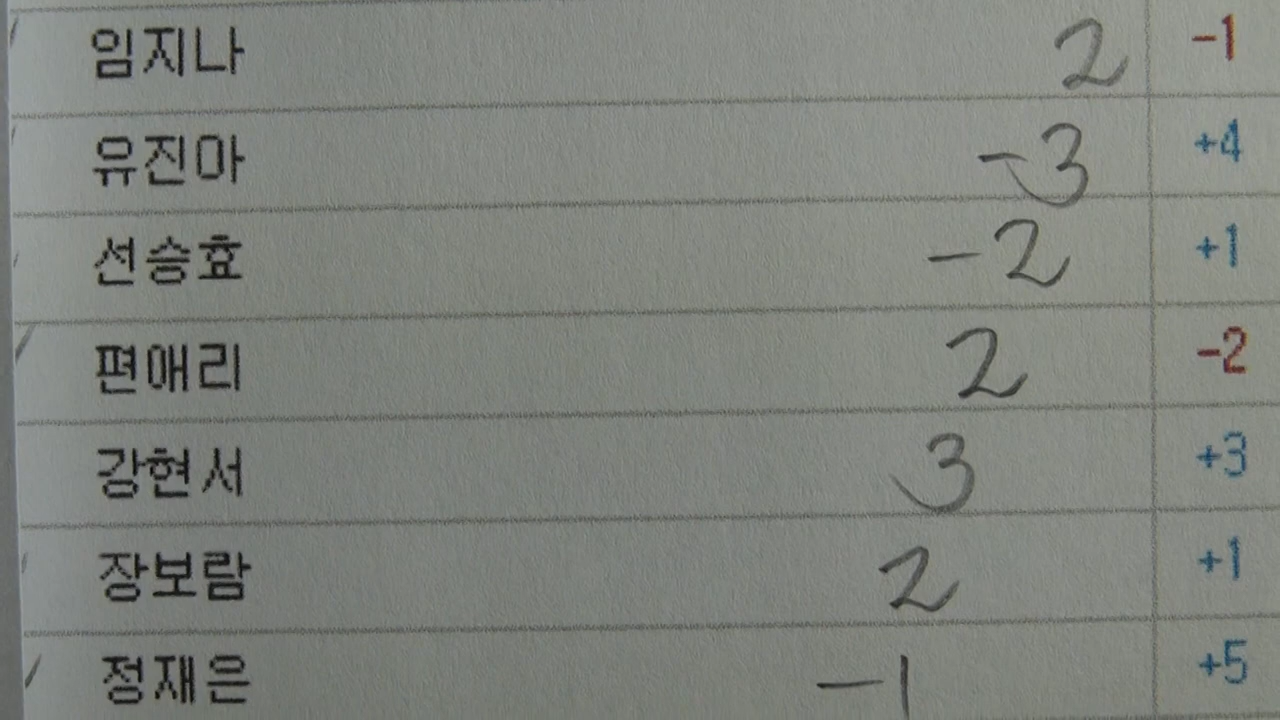 임지나 2 -1
유진아 -3 +4
선승효 -2 +1
편애리 2 -2
강현서 3 +3
장보람 2 +1
정재은 -1 +5